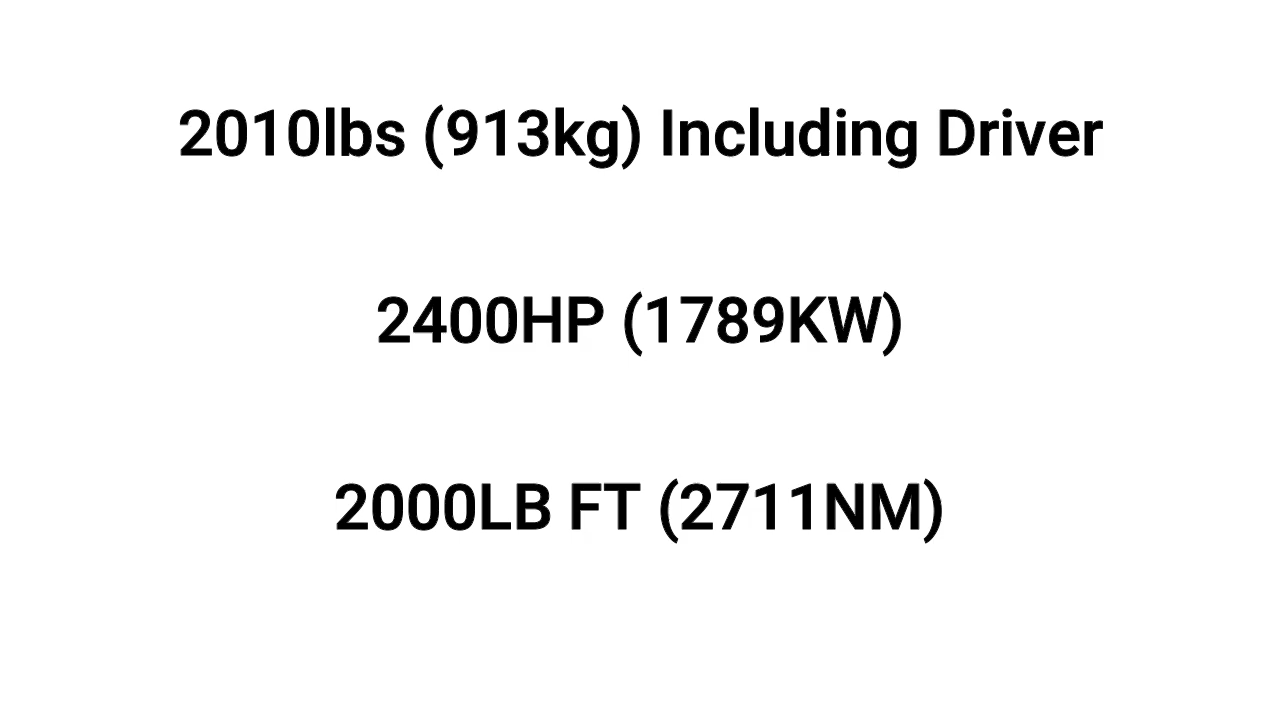 2010lbs (913kg) Including Driver
2400HP (1789KW)
2000LB FT (2711NM)